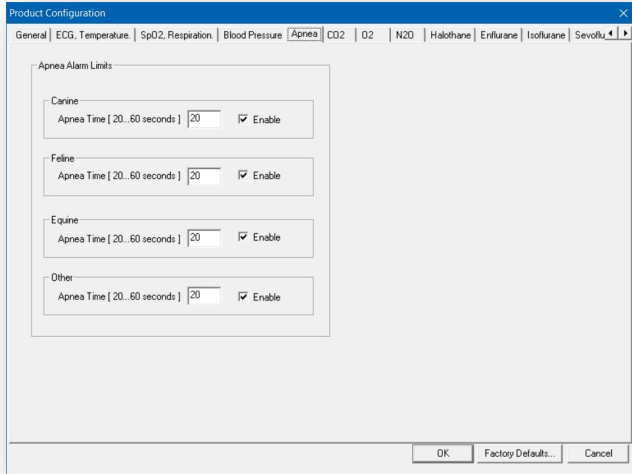 Product Configuration
General ECG, Temperature. SpO2, Respiration. Blood Pressure Apnea CO2 O2 N2O Halothane Enflurane Isoflurane Sevoflu
Apnea Alarm Limits
Canine
Apnea Time [ 20...60 seconds ] 20 Enable
Feline
Apnea Time [ 20...60 seconds ] 20 Enable
Equine
Apnea Time [ 20...60 seconds ] 20 Enable
Other
Apnea Time [ 20...60 seconds ] 20 Enable
OK Factory Defaults... Cancel